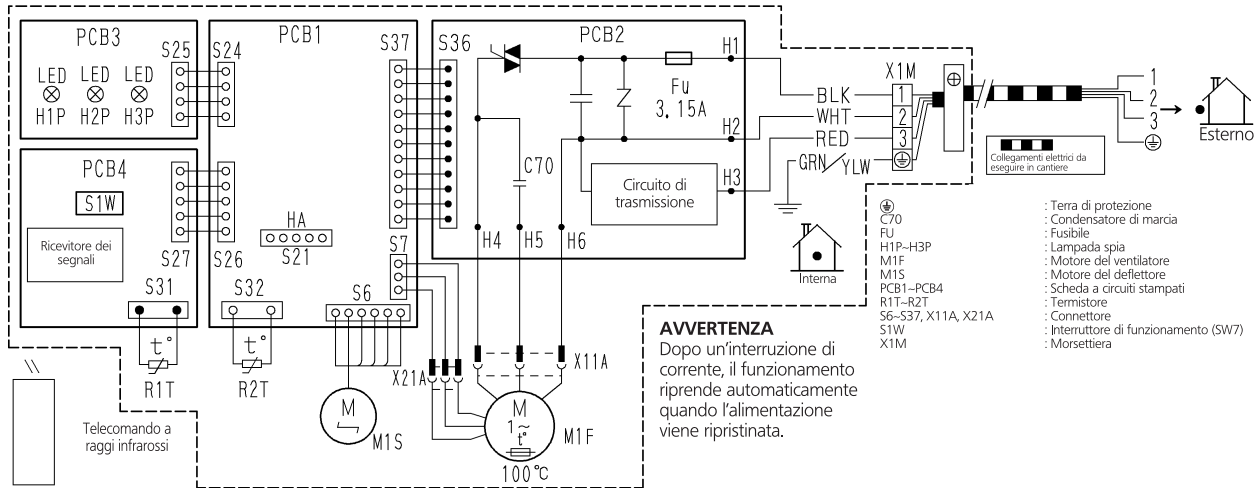 PCB3
LED LED LED
H1P H2P H3P
S25
S24
PCB1
S37
S36
PCB2
H1
Fu
3.15A
H2
Circuito di
trasmissione
H3
C70
H4
H5
H6
PCB4
S1W
Ricevitore dei
segnali
S27
S26
HA
S21
S7
S31
S32
S6
t°
R1T
t°
R2T
X21A
X11A
M
M1S
M
1~
t°
M1F
100°C
Telecomando a
raggi infrarossi
BLK
WHT
RED
GRN/YLW
X1M
1
2
3
Interna
1
2
3
Esterno
Collegamenti elettrici da
eseguire in cantiere
: Terra di protezione
C70 : Condensatore di marcia
FU : Fusibile
H1P~H3P : Lampada spia
M1F : Motore del ventilatore
M1S : Motore del deflettore
PCB1~PCB4 : Scheda a circuiti stampati
R1T~R2T : Termistore
S6~S37, X11A, X21A : Connettore
S1W : Interruttore di funzionamento (SW7)
X1M : Morsettiera
AVVERTENZA
Dopo un'interruzione di
corrente, il funzionamento
riprende automaticamente
quando l'alimentazione
viene ripristinata.